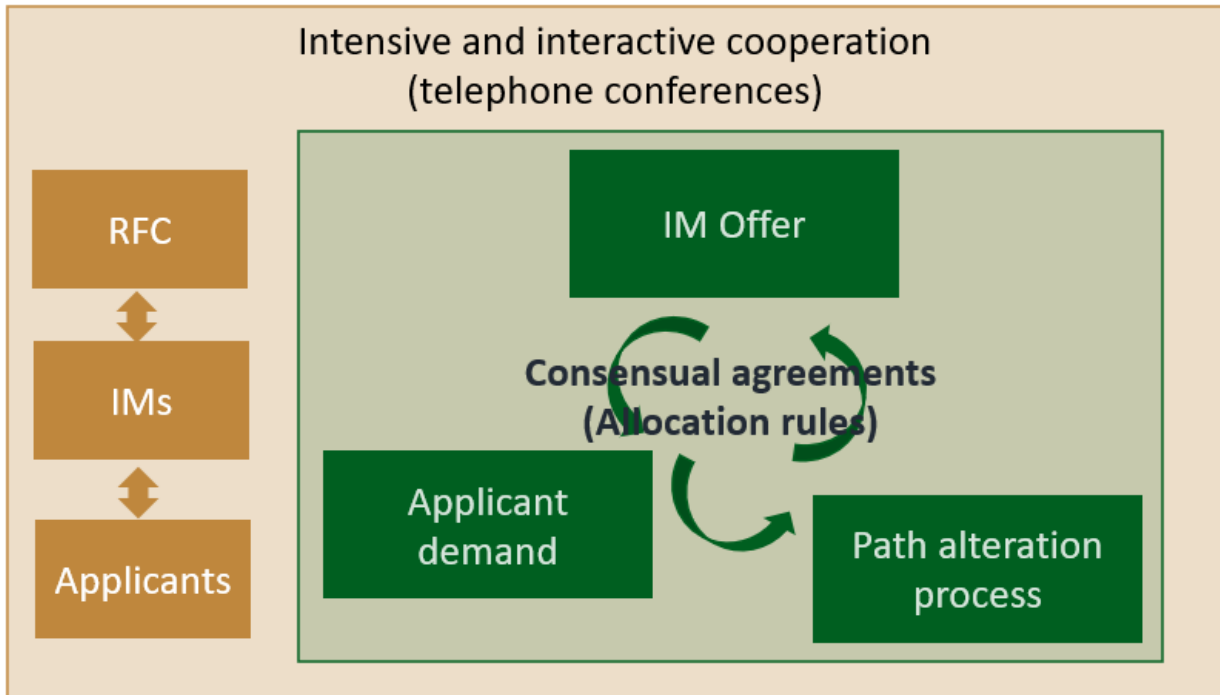 Intensive and interactive cooperation
(telephone conferences)
RFC
IMs
Applicants
IM Offer
Consensual agreements
(Allocation rules)
Applicant
demand
Path alteration
process